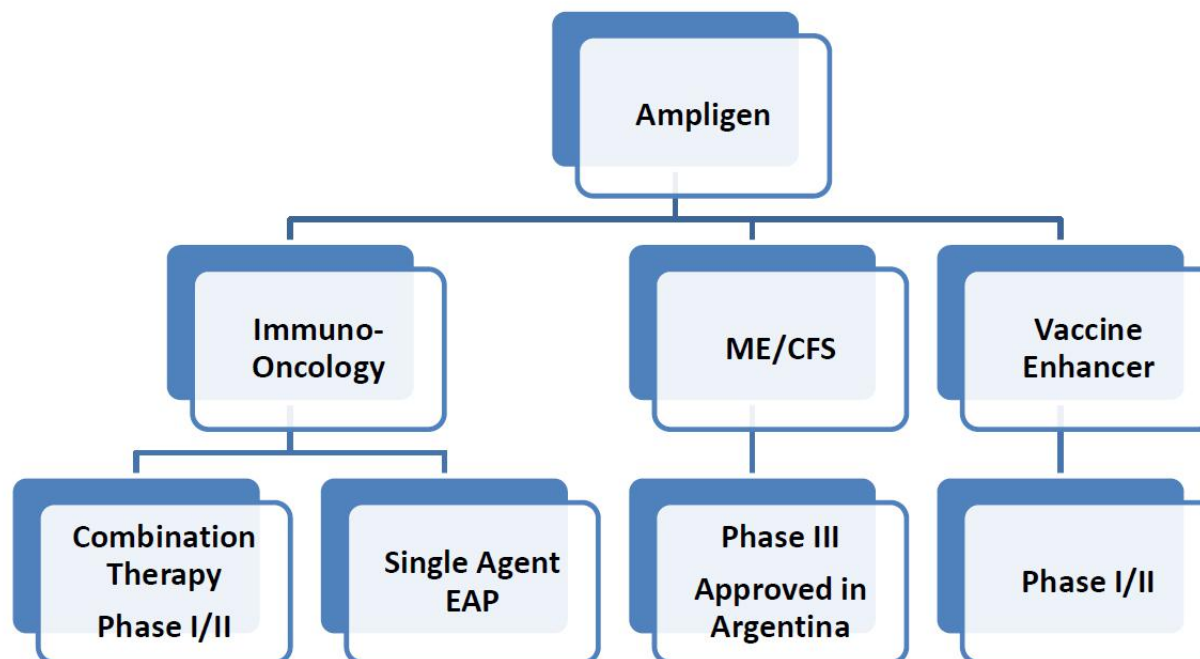 Ampligen
Immuno-
Oncology
ME/CFS
Vaccine
Enhancer
Combination
Therapy
Phase I/II
Single Agent
EAP
Phase III
Approved in
Argentina
Phase I/II